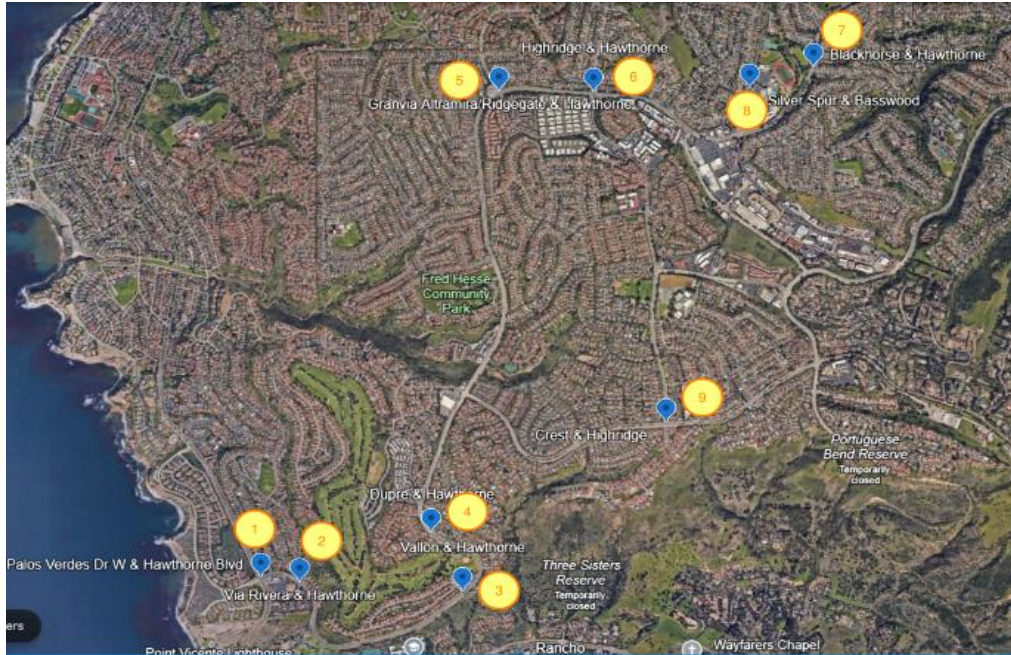 7
Highridge & Hawthorne
Blackhorse & Hawthorne
5
6
Granvia Altramira/Ridgegate & Hawthorne
8
Silver Spur & Basswood
Fred Hesse
Community
Park
9
Crest & Highridge
Portuguese
Bend Reserve
Temporarily
closed
Dupre & Hawthorne
4
1
2
Vallon & Hawthorne
Palos Verdes Dr W & Hawthorne Blvd
Via Rivera & Hawthorne
3
Three Sisters
Reserve
Temporarily
closed
ers
Point Vicente Lighthouse
Rancho
Wayfarers Chapel